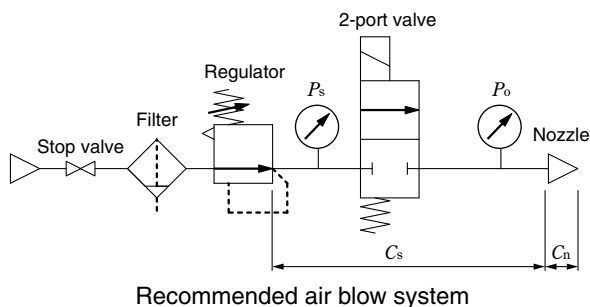 2-port valve
Regulator
Ps
Po
Filter
Nozzle
Stop valve
Cs
Cn
Recommended air blow system